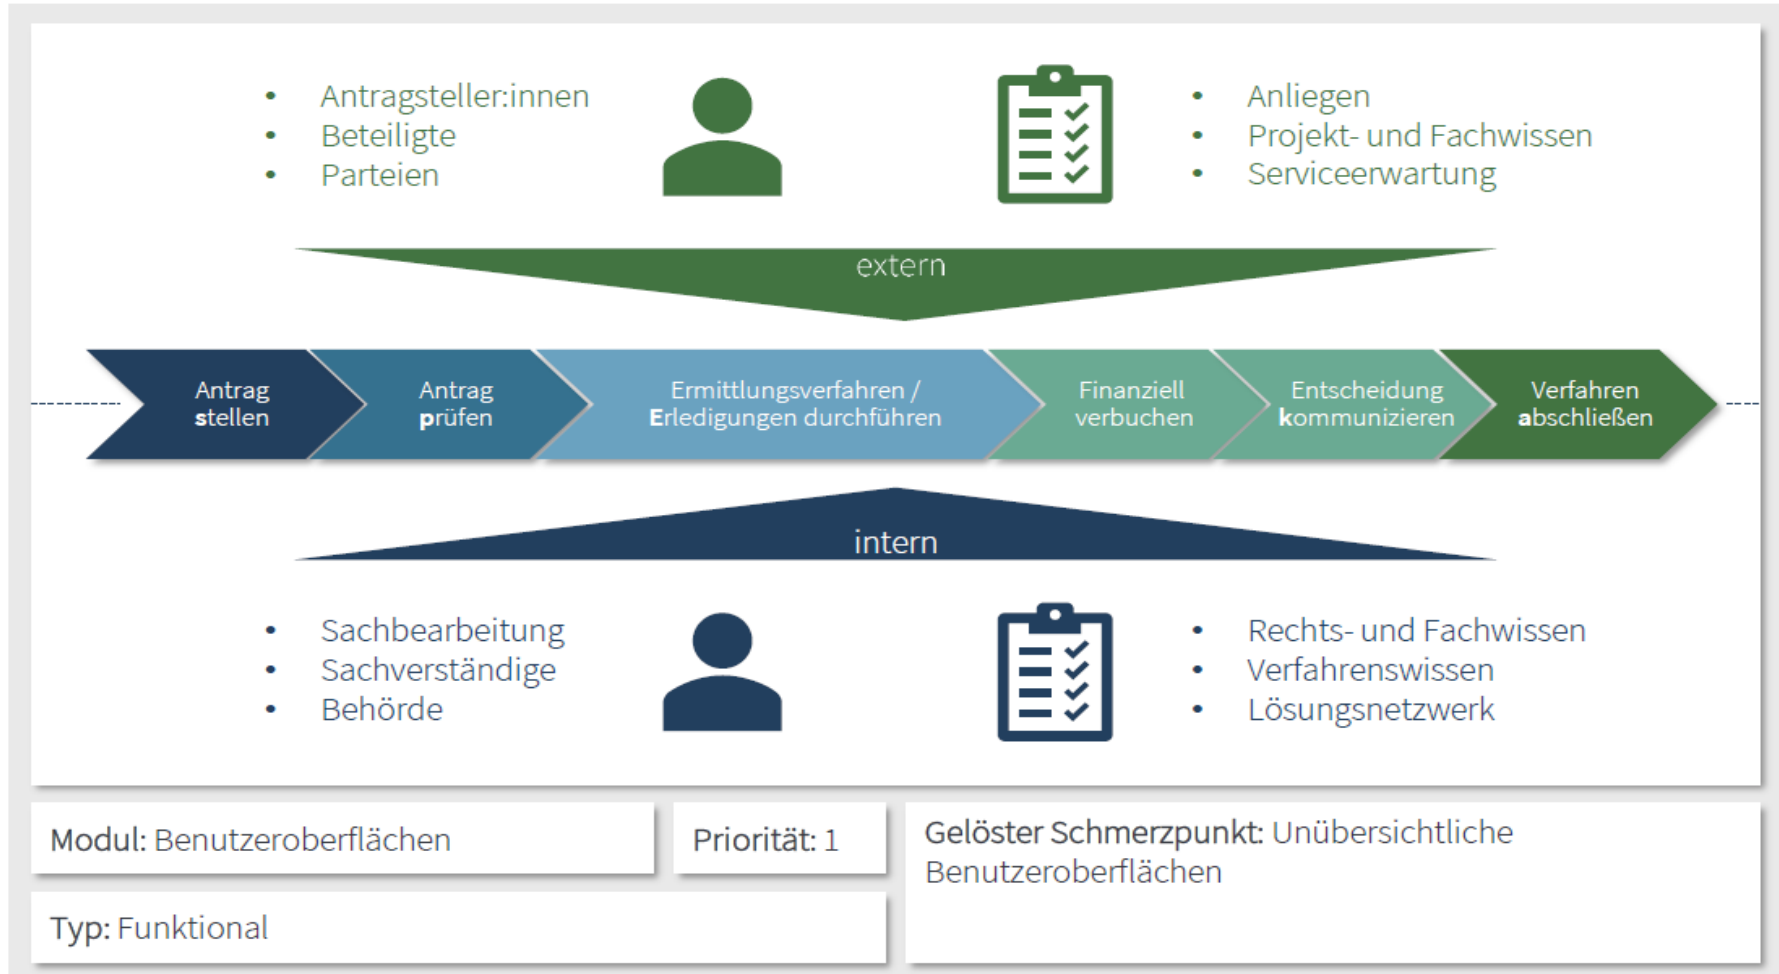 • Antragsteller:innen
• Beteiligte
• Parteien
• Anliegen
• Projekt- und Fachwissen
• Serviceerwartung
extern
Antrag
stellen
Antrag
prüfen
Ermittlungsverfahren /
Erledigungen durchführen
Finanziell
verbuchen
Entscheidung
kommunizieren
Verfahren
abschließen
intern
• Sachbearbeitung
• Sachverständige
• Behörde
• Rechts- und Fachwissen
• Verfahrenswissen
• Lösungsnetzwerk
Modul: Benutzeroberflächen
Priorität: 1
Gelöster Schmerzpunkt: Unübersichtliche
Benutzeroberflächen
Typ: Funktional